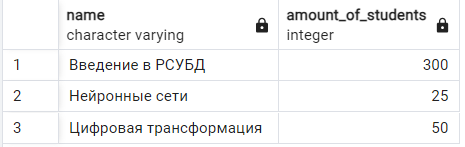 name amount_of_students
character varying integer
1 Введение в РСУБД 300
2 Нейронные сети 25
3 Цифровая трансформация 50